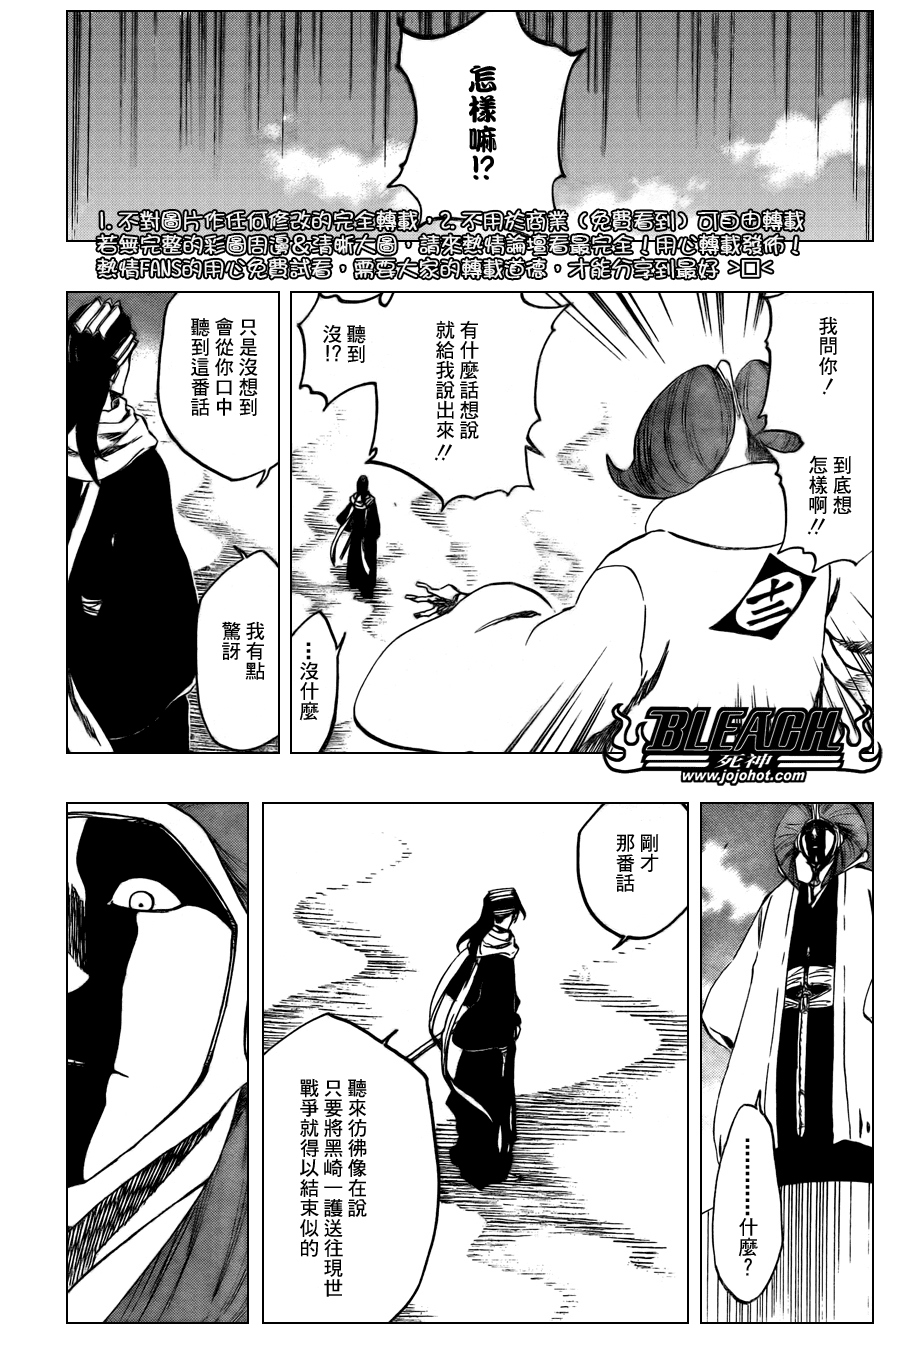 怎樣嘛!?
1. 不對圖片作任何修改的完全轉載，2. 不用於商業（免費看到）可自由轉載
若無完整的彩圖周邊&清晰大圖，請來熱情論壇看最完全！用心轉載發佈！
熱情FANS的用心免費試看，需要大家的轉載道德，才能分享到最好 >口<
我問你！
到底想
怎樣啊!!
有什麼話想說
就給我說出來!!
聽到
沒!?
十二
…沒什麼
只是沒想到
會從你口中
聽到這番話
我有點
驚訝
BLEACH
死神
www.jojohot.com
…………什麼？
剛才
那番話
聽來彷彿像在說
只要將黑崎一護送往現世
戰爭就得以結束似的